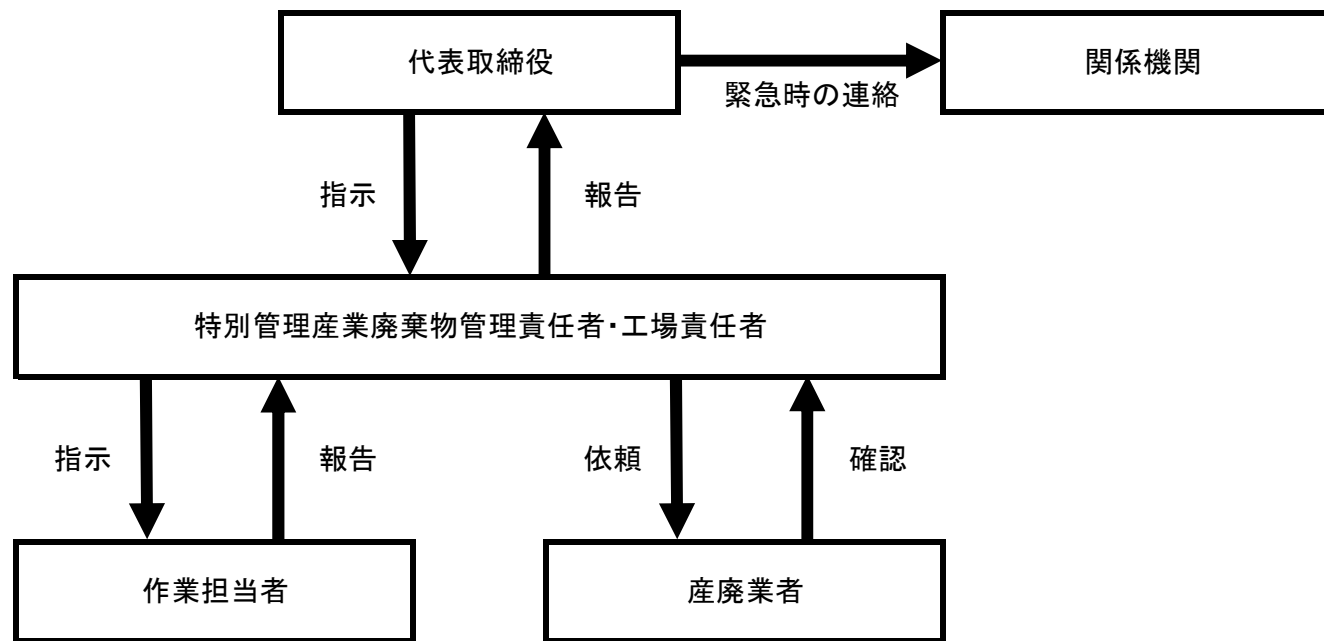 代表取締役
関係機関
緊急時の連絡
指示
報告
特別管理産業廃棄物管理責任者・工場責任者
指示
報告
依頼
確認
作業担当者
産廃業者